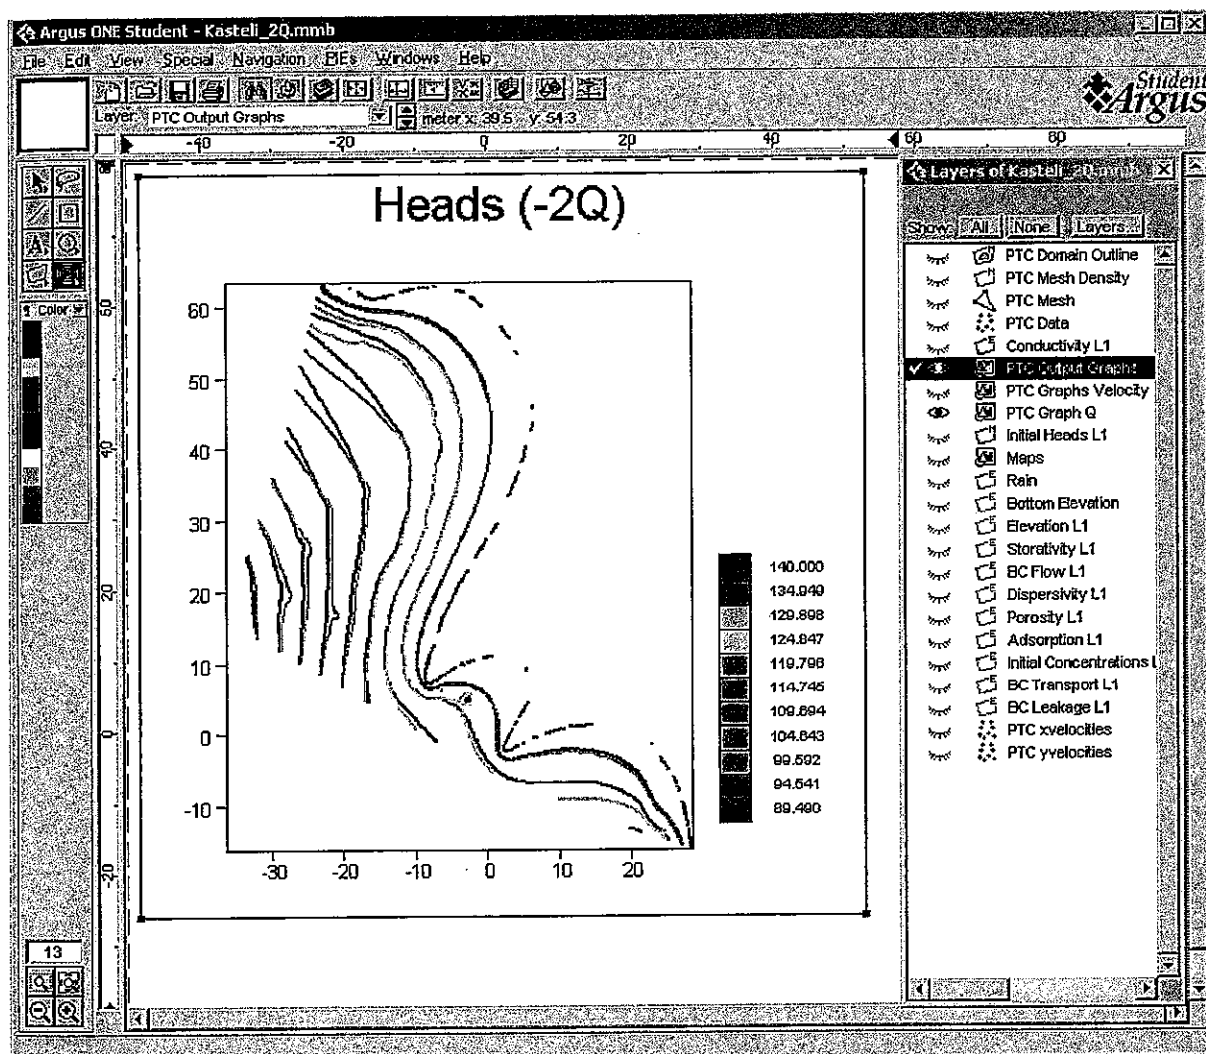 Argus ONE Student - Kasteli_2Q.mmb
File Edit View Special Navigation PIEs Windows Help
Student
Argus
Layer: PTC Output Graphs meter x: 39.5 y: 54.3
-40 -20 0 20 40 60 80
Layers of Kasteli_2Q.mmb
Heads (-2Q)
Show: All None Layers...
PTC Domain Outline
PTC Mesh Density
PTC Mesh
PTC Data
Conductivity L1
PTC Output Graphs
PTC Graphs Velocity
PTC Graph Q
Initial Heads L1
Maps
Rain
Bottom Elevation
Elevation L1
Storativity L1
BC Flow L1
Dispersivity L1
Porosity L1
Adsorption L1
Initial Concentrations L
BC Transport L1
BC Leakage L1
PTC xvelocities
PTC yvelocities
Color
60
40
20
0
-20
60
50
40
30
20
10
0
-10
-30 -20 -10 0 10 20
140.000
134.949
129.898
124.847
119.796
114.745
109.694
104.643
99.592
94.541
89.490
13